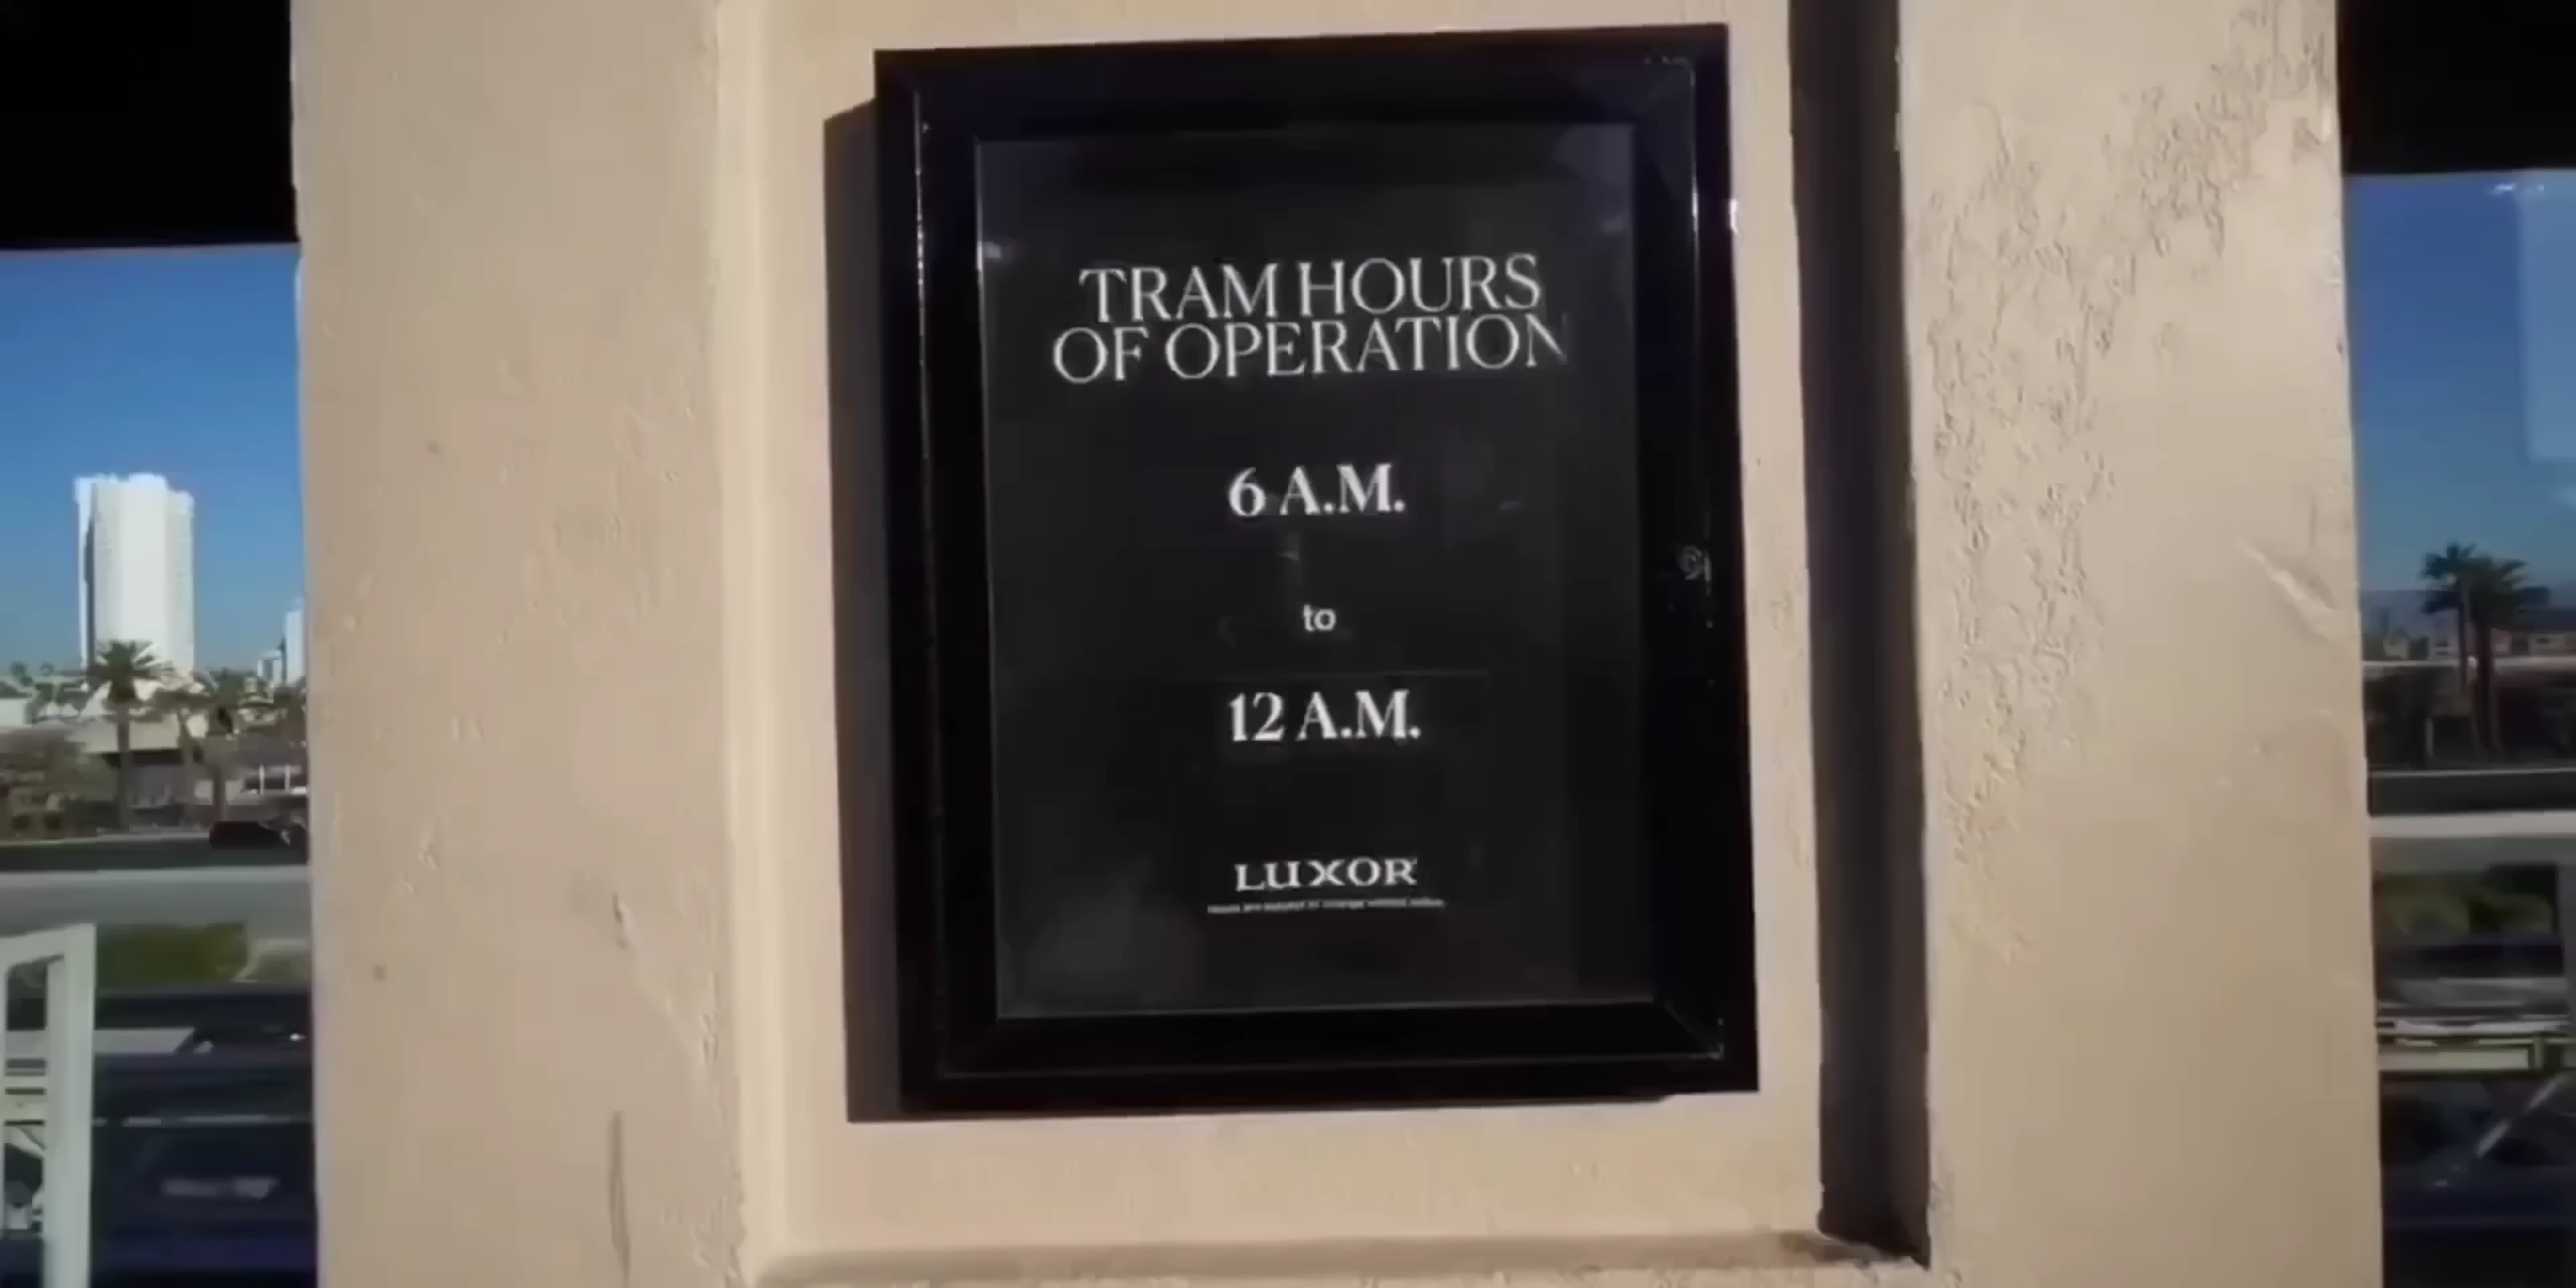 TRAM HOURS
OF OPERATION
6 A.M.
to
12 A.M.
LUXOR